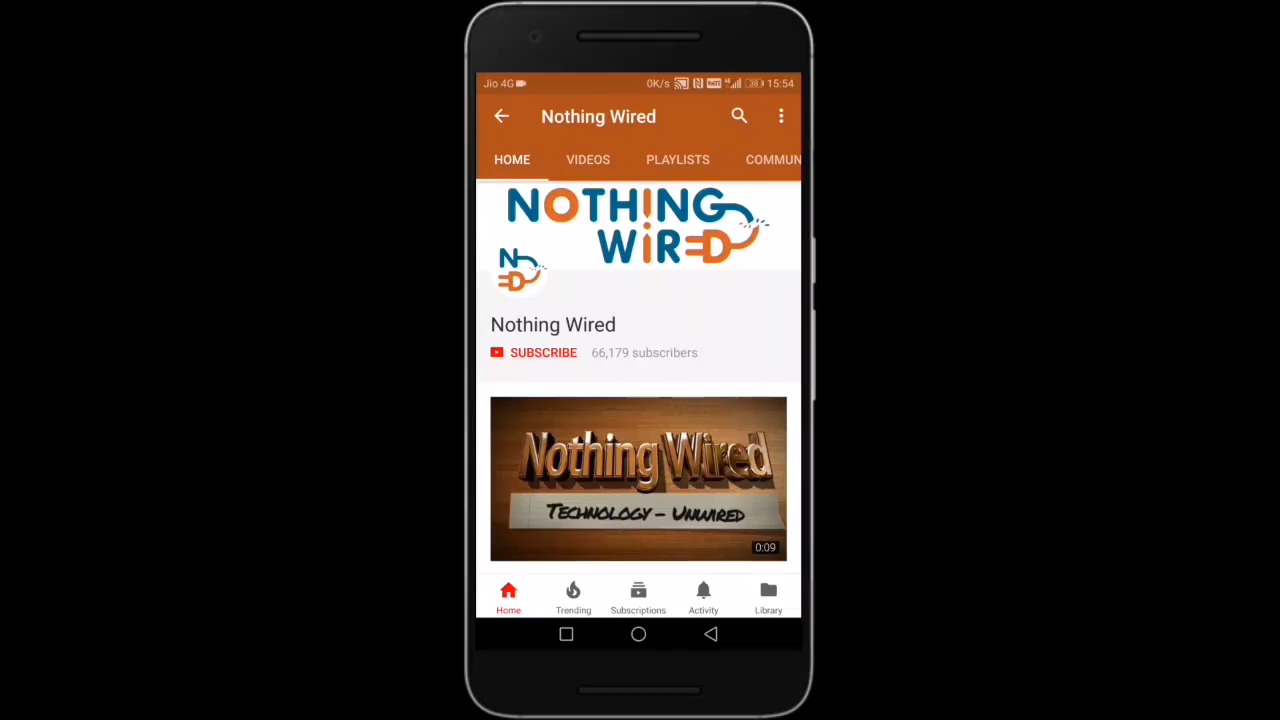 Jio 4G 0K/s 36 15:54
Nothing Wired
HOME VIDEOS PLAYLISTS COMMUN
NOTHING
WiRED
N
D
Nothing Wired
SUBSCRIBE 66,179 subscribers
Nothing Wired
TECHNOLOGY - UNWIRED
0:09
Home Trending Subscriptions Activity Library